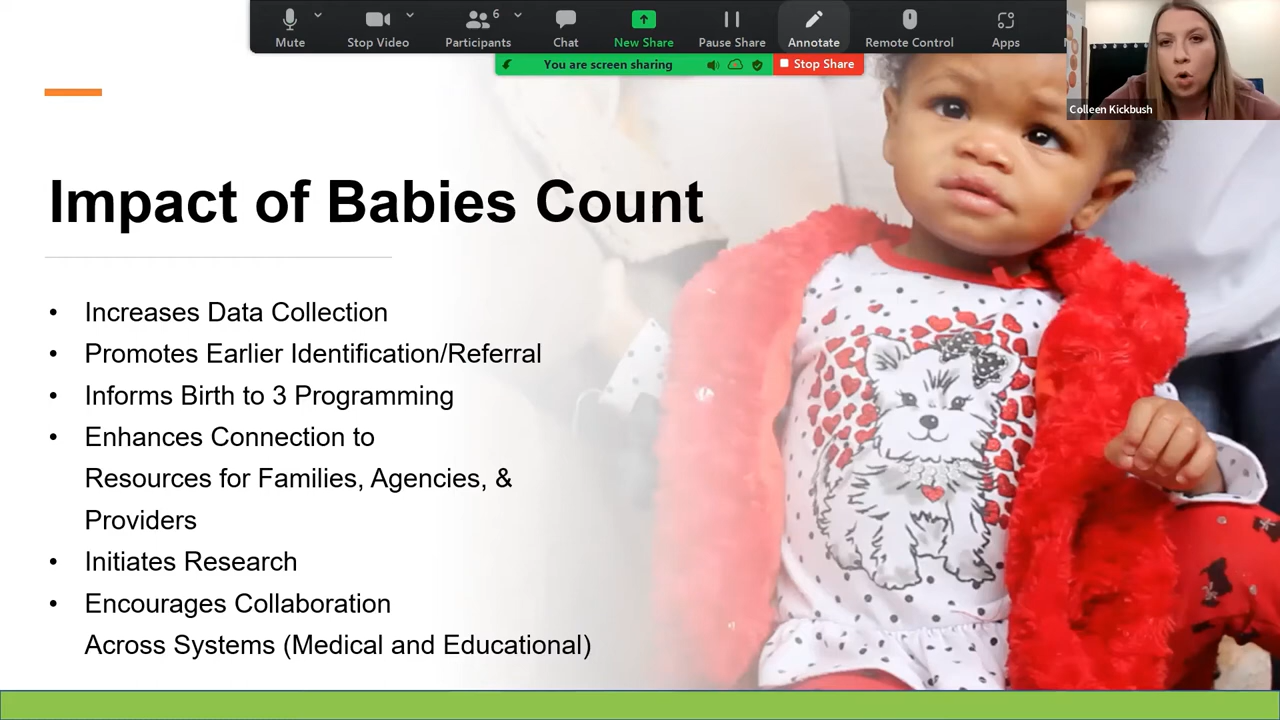 6
Mute
Stop Video
Participants
Chat
New Share
Pause Share
Annotate
Remote Control
Apps
You are screen sharing
Stop Share
Colleen Kickbush
Impact of Babies Count
• Increases Data Collection
• Promotes Earlier Identification/Referral
• Informs Birth to 3 Programming
• Enhances Connection to
Resources for Families, Agencies, &
Providers
• Initiates Research
• Encourages Collaboration
Across Systems (Medical and Educational)